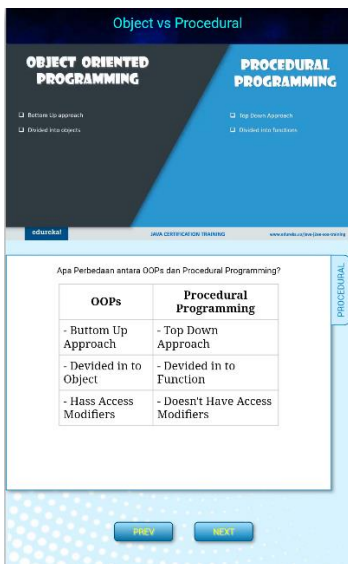 Object vs Procedural
OBJECT ORIENTED
PROGRAMMING
Buttom Up approach
Divided into objects
PROCEDURAL
PROGRAMMING
Top Down Approach
Divided into functions
edureka!
JAVA CERTIFICATION TRAINING
Apa Perbedaan antara OOPs dan Procedural Programming?
OOPs
Procedural
Programming
- Buttom Up
Approach
- Top Down
Approach
- Devided in to
Object
- Devided in to
Function
- Hass Access
Modifiers
- Doesn't Have Access
Modifiers
PROCEDURAL
PREV
NEXT